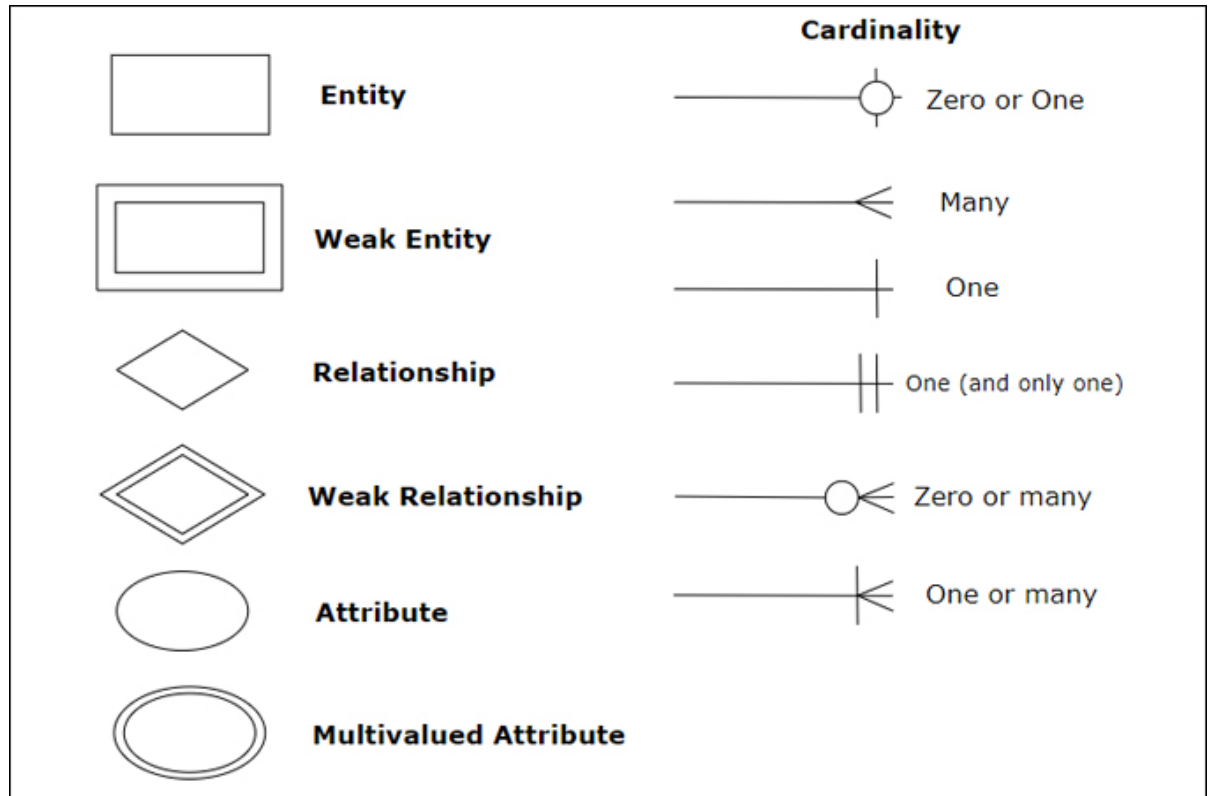 Entity
Weak Entity
Relationship
Weak Relationship
Attribute
Multivalued Attribute
Cardinality
Zero or One
Many
One
One (and only one)
Zero or many
One or many